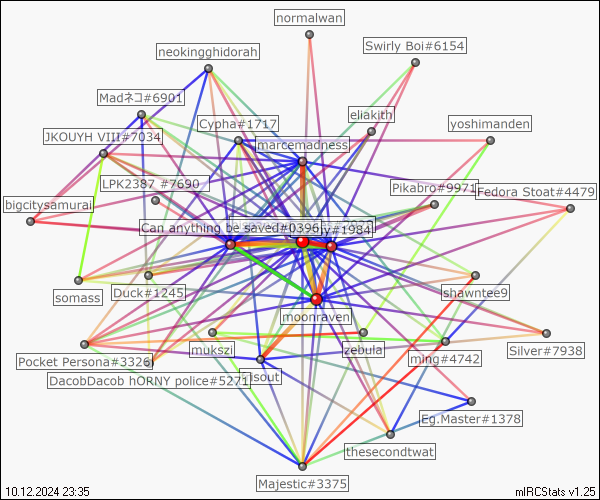 normalwan
Swirly Boi#6154
neokingghidorah
Madネコ#6901
eliakith
Cypha#1717
yoshimanden
JKOUYH VIII#7034
marcemadness
LPK2387 #7690
Pikabro#9971
Fedora Stoat#4479
bigcitysamurai
Can anything be saved#0396
#1984
somass
Duck#1245
shawntee9
moonraven
mukszi
zebula
ming#4742
Silver#7938
Pocket Persona#3326
DacobDacob hORNY police#5271
Eg.Master#1378
thesecondtwat
Majestic#3375
10.12.2024 23:35
mIRCStats v1.25